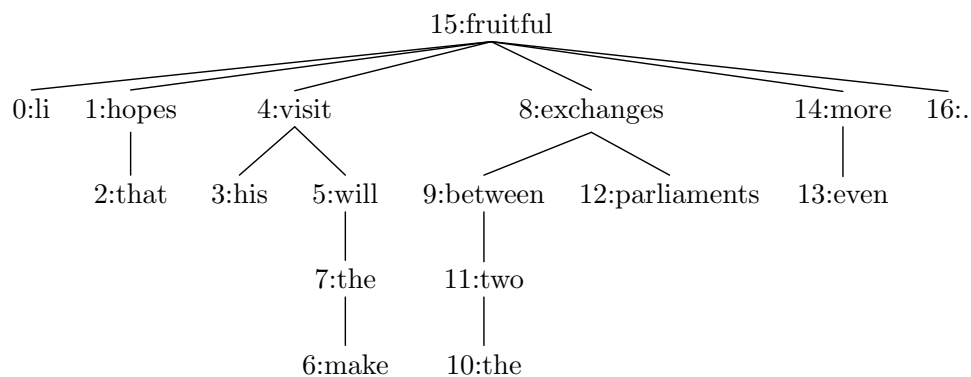 15:fruitful
0:li 1:hopes 4:visit 8:exchanges 14:more 16:.
2:that 3:his 5:will 9:between 12:parliaments 13:even
7:the 11:two
6:make 10:the